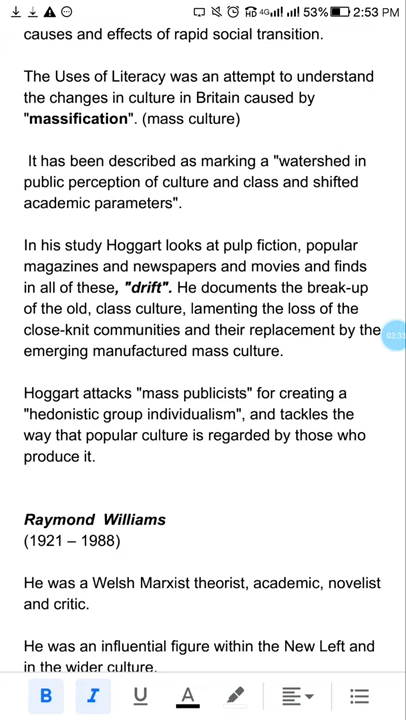 HD 4G 53% 2:53 PM
causes and effects of rapid social transition.
The Uses of Literacy was an attempt to understand
the changes in culture in Britain caused by
"massification". (mass culture)
It has been described as marking a "watershed in
public perception of culture and class and shifted
academic parameters".
In his study Hoggart looks at pulp fiction, popular
magazines and newspapers and movies and finds
in all of these, "drift". He documents the break-up
of the old, class culture, lamenting the loss of the
close-knit communities and their replacement by the
emerging manufactured mass culture.
03:33
Hoggart attacks "mass publicists" for creating a
"hedonistic group individualism", and tackles the
way that popular culture is regarded by those who
produce it.
Raymond Williams
(1921 – 1988)
He was a Welsh Marxist theorist, academic, novelist
and critic.
He was an influential figure within the New Left and
in the wider culture.
B I U A